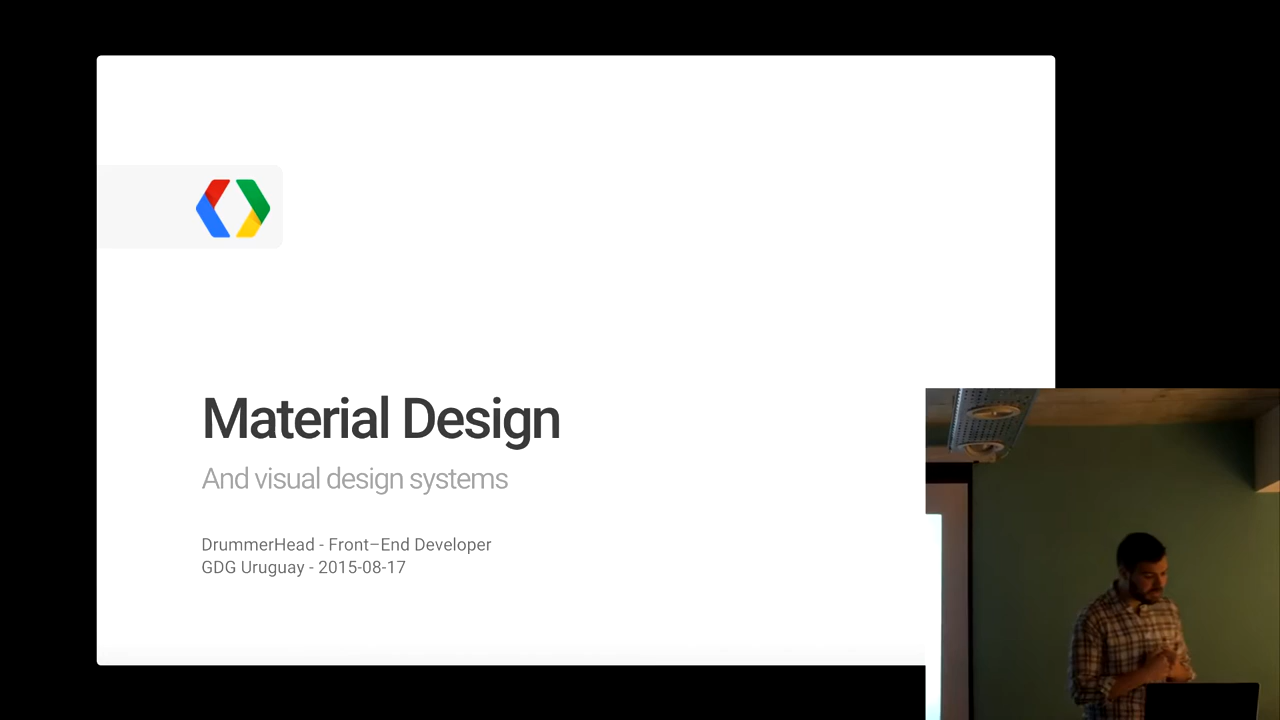 Material Design
And visual design systems
DrummerHead - Front–End Developer
GDG Uruguay - 2015-08-17